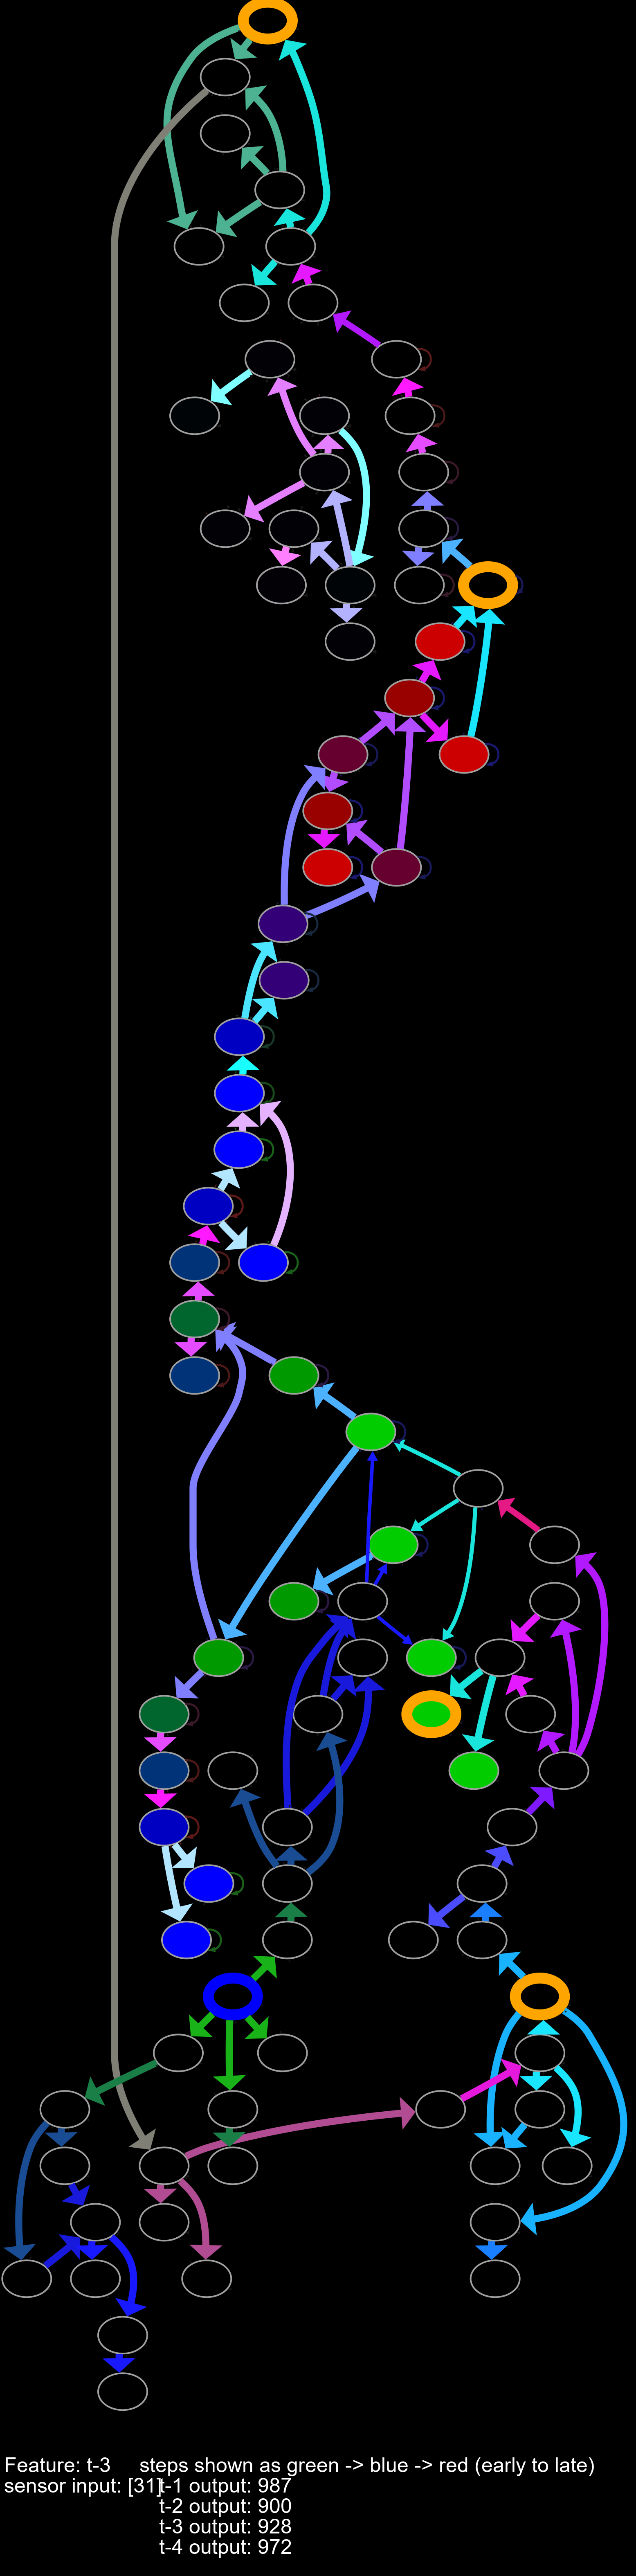 Feature: t-3     steps shown as green -> blue -> red (early to late)
sensor input: [31]
t-1 output: 987
t-2 output: 900
t-3 output: 928
t-4 output: 972